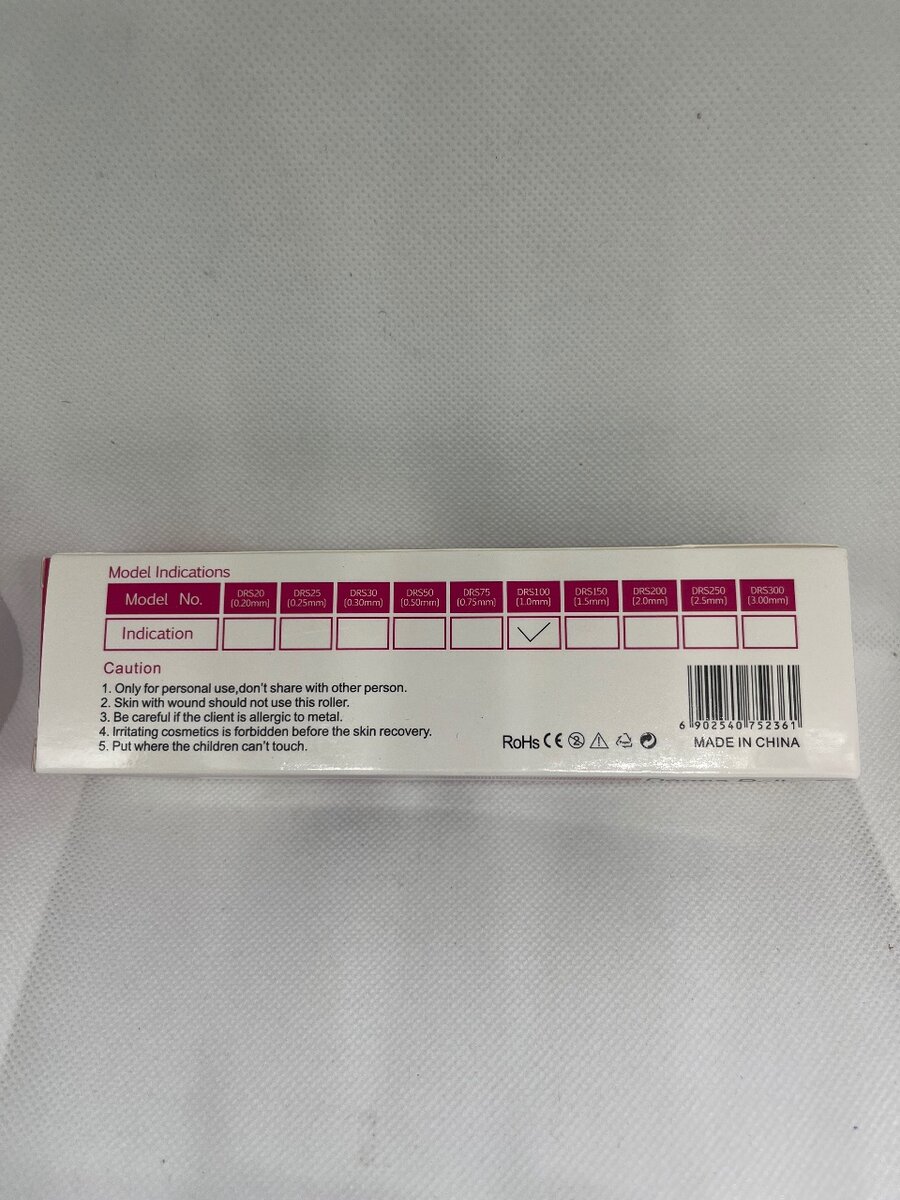 Model Indications
Model No. DRS20 DRS25 DRS30 DRS50 DRS75 DRS100 DRS150 DRS200 DRS250 DRS300
(0.20mm) (0.25mm) (0.30mm) (0.50mm) (0.75mm) (1.0mm) (1.5mm) (2.0mm) (2.5mm) (3.00mm)
Indication
Caution
1. Only for personal use,don't share with other person.
2. Skin with wound should not use this roller.
3. Be careful if the client is allergic to metal.
4. Irritating cosmetics is forbidden before the skin recovery.
5. Put where the children can't touch.
RoHs CE
6 902540 752361
MADE IN CHINA